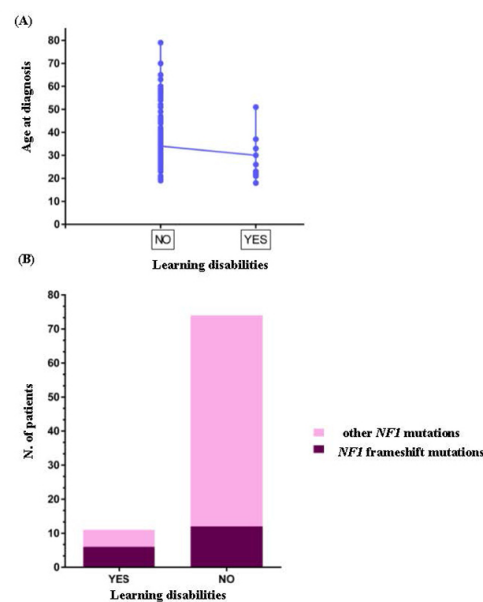 (A)
Age at diagnosis
80
70
60
50
40
30
20
10
0
NO YES
Learning disabilities
(B)
N. of patients
80
70
60
50
40
30
20
10
0
YES NO
Learning disabilities
other NF1 mutations
NF1 frameshift mutations